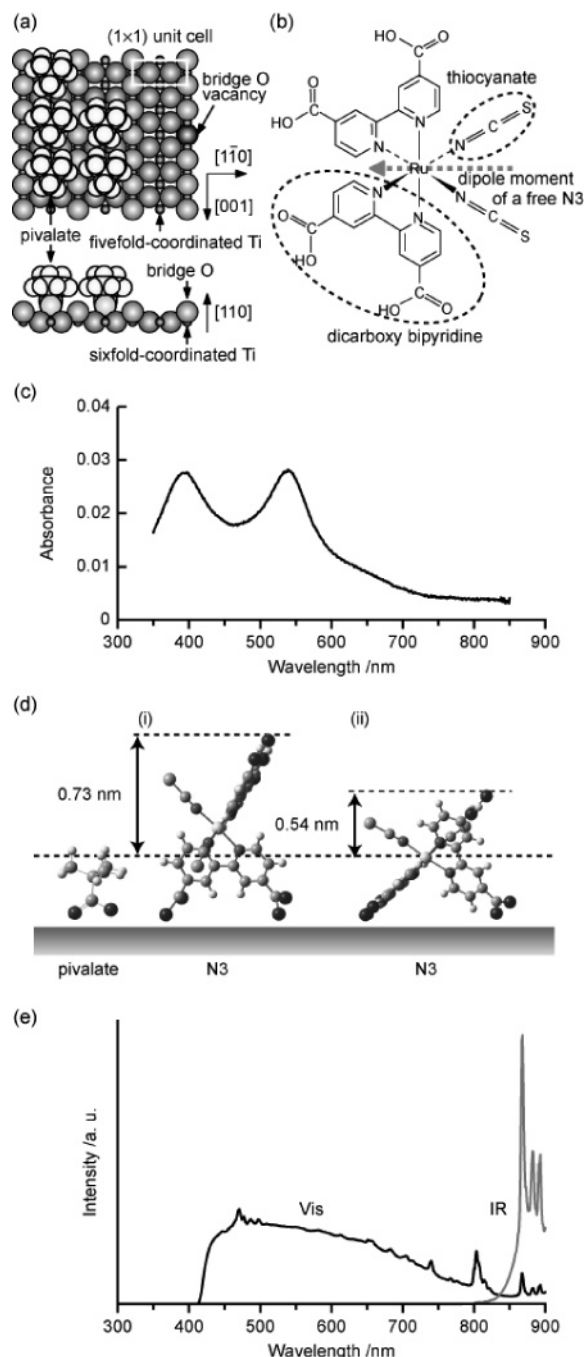 (a)
(1×1) unit cell
bridge O
vacancy
[11̄0]
[001]
pivalate
fivefold-coordinated Ti
bridge O
[110]
sixfold-coordinated Ti
(b)
O
C
OH
O
C
HO
N
N
thiocyanate
N
C
S
Ru
dipole moment
of a free N3
N
C
S
N
N
O
C
HO
C
O
HO
dicarboxy bipyridine
(c)
Absorbance
0.04
0.03
0.02
0.01
0
300 400 500 600 700 800 900
Wavelength /nm
(d)
(i)
(ii)
0.73 nm
0.54 nm
pivalate
N3
N3
(e)
Intensity /a. u.
Vis
IR
300 400 500 600 700 800 900
Wavelength /nm